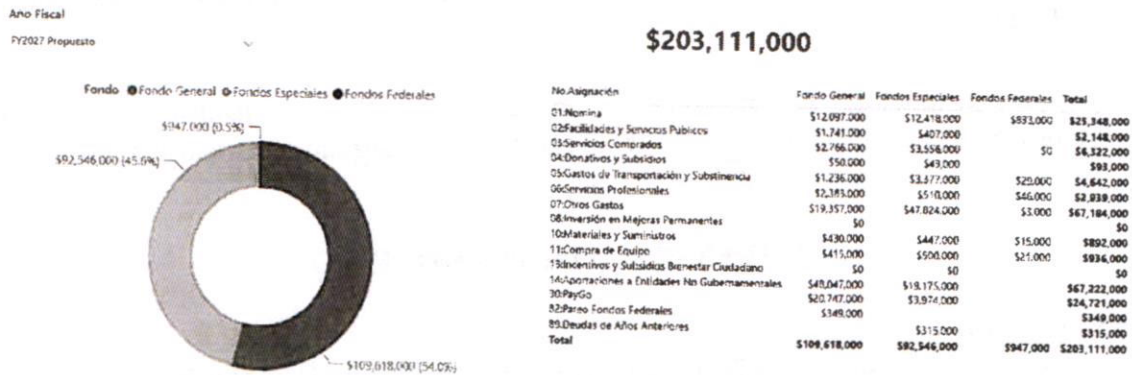 Ano Fiscal
FY2027 Propuesto
Fondo Fondo General Fondos Especiales Fondos Federales
$947,000 (0.5%)
$92,546,000 (45.6%)
$109,618,000 (54.0%)
$203,111,000
No.Asignación Fondo General Fondos Especiales Fondos Federales Total
01:Nomina $12,097,000 $12,418,000 $833,000 $25,348,000
02:Facilidades y Servicios Publicos $1,741,000 $407,000 $2,148,000
03:Servicios Comprados $2,766,000 $3,556,000 $0 $6,322,000
04:Donativos y Subsidios $50,000 $43,000 $93,000
05:Gastos de Transportación y Substinencia $1,236,000 $3,377,000 $29,000 $4,642,000
06:Servicios Profesionales $2,383,000 $510,000 $46,000 $2,939,000
07:Otros Gastos $19,357,000 $47,824,000 $3,000 $67,184,000
08:Inversión en Mejoras Permanentes $0 $0
10:Materiales y Suministros $430,000 $447,000 $15,000 $892,000
11:Compra de Equipo $415,000 $500,000 $21,000 $936,000
13:Incentivos y Subsidios Bienestar Ciudadano $0 $0 $0
14:Aportaciones a Entidades No Gubernamentales $48,047,000 $19,175,000 $67,222,000
30:PayGo $20,747,000 $3,974,000 $24,721,000
82:Pareo Fondos Federales $349,000 $349,000
89:Deudas de Años Anteriores $315,000 $315,000
Total $109,618,000 $92,546,000 $947,000 $203,111,000